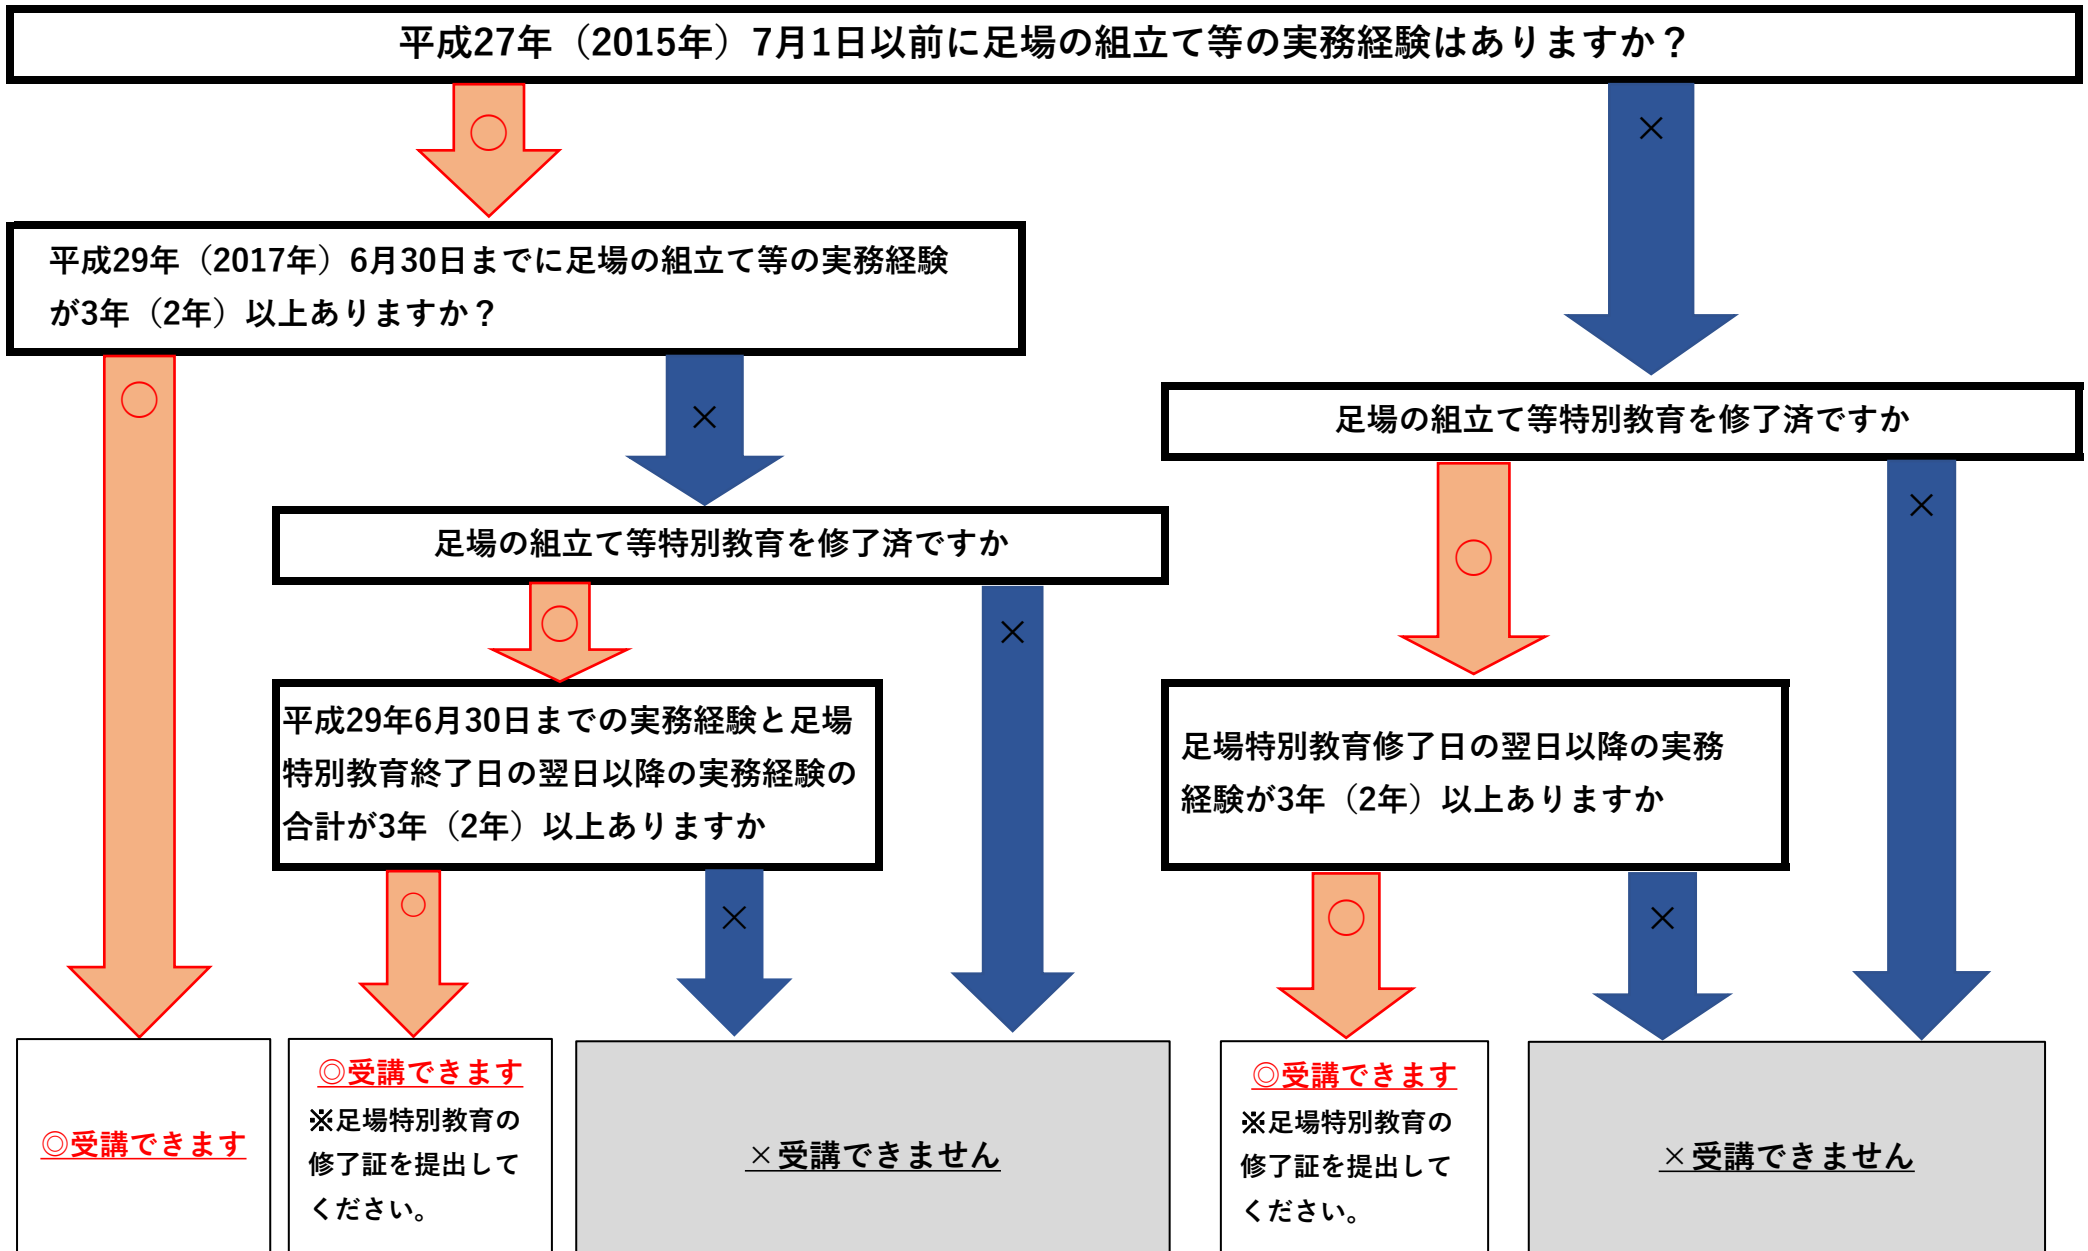 平成27年（2015年）7月1日以前に足場の組立て等の実務経験はありますか？
○
×
平成29年（2017年）6月30日までに足場の組立て等の実務経験
が3年（2年）以上ありますか？
○
×
足場の組立て等特別教育を修了済ですか
○
×
足場の組立て等特別教育を修了済ですか
○
×
平成29年6月30日までの実務経験と足場
特別教育終了日の翌日以降の実務経験の
合計が3年（2年）以上ありますか
○
×
足場特別教育修了日の翌日以降の実務
経験が3年（2年）以上ありますか
○
×
◎受講できます
◎受講できます
※足場特別教育の
修了証を提出して
ください。
×受講できません
◎受講できます
※足場特別教育の
修了証を提出して
ください。
×受講できません